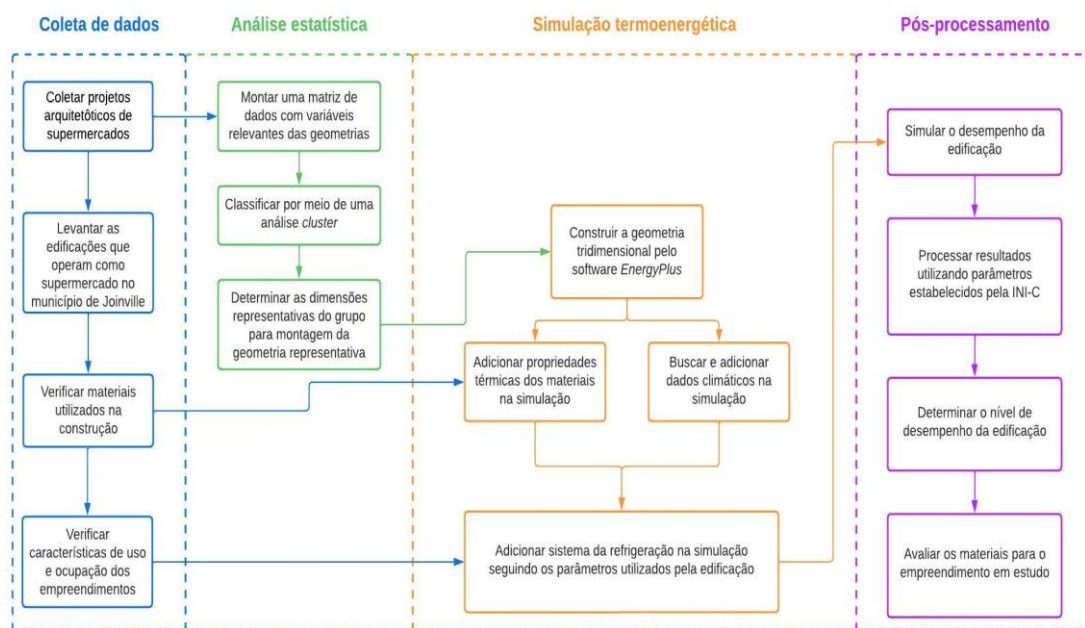 Coleta de dados
Análise estatística
Simulação termoenergética
Pós-processamento
Coletar projetos
arquitetôticos de
supermercados
Levantar as
edificações que
operam como
supermercado no
município de Joinville
Verificar materiais
utilizados na
construção
Verificar
características de uso
e ocupação dos
empreendimentos
Montar uma matriz de
dados com variáveis
relevantes das geometrias
Classificar por meio de uma
análise cluster
Determinar as dimensões
representativas do grupo
para montagem da
geometria representativa
Construir a geometria
tridimensional pelo
software EnergyPlus
Adicionar propriedades
térmicas dos materiais
na simulação
Buscar e adicionar
dados climáticos na
simulação
Adicionar sistema da refrigeração na simulação
seguindo os parâmetros utilizados pela edificação
Simular o desempenho da
edificação
Processar resultados
utilizando parâmetros
estabelecidos pela INI-C
Determinar o nível de
desempenho da edificação
Avaliar os materiais para o
empreendimento em estudo